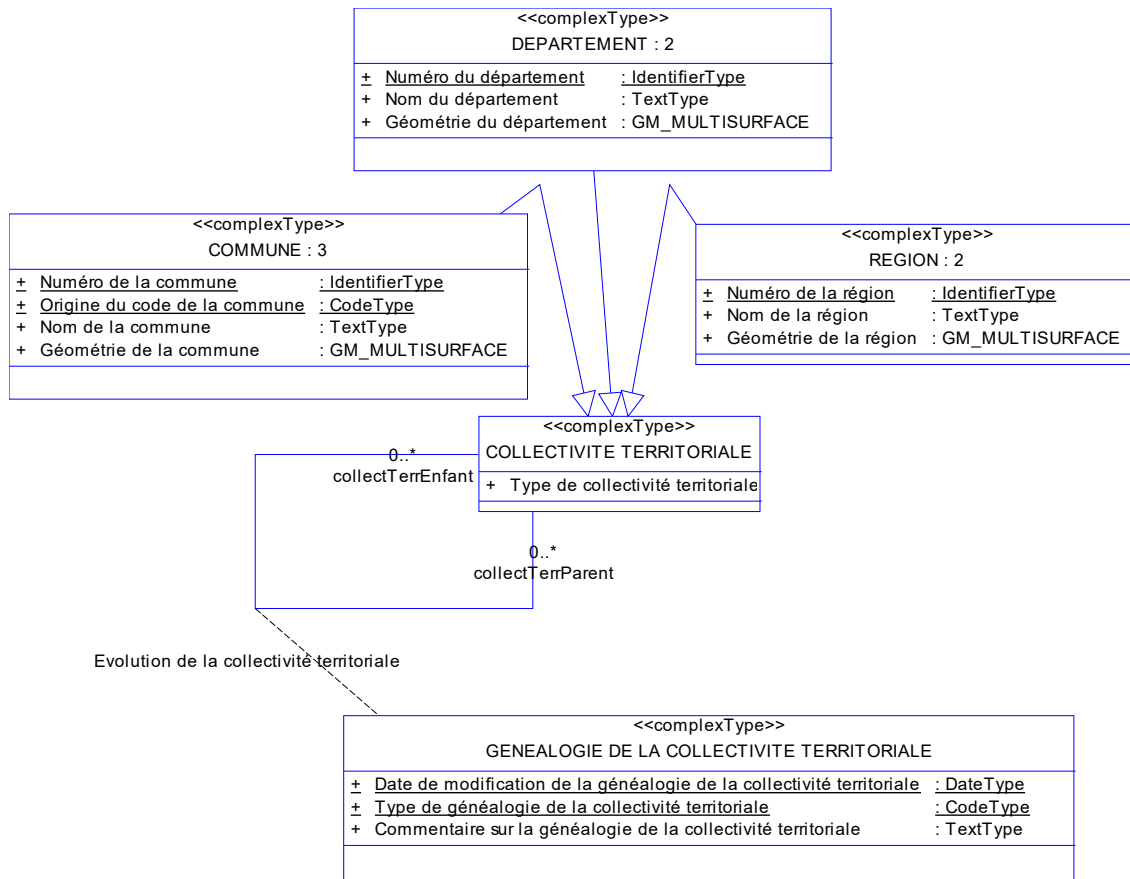 <<complexType>>
DEPARTEMENT : 2
+ Numéro du département : IdentifierType
+ Nom du département : TextType
+ Géométrie du département : GM_MULTISURFACE
<<complexType>>
COMMUNE : 3
+ Numéro de la commune : IdentifierType
+ Origine du code de la commune : CodeType
+ Nom de la commune : TextType
+ Géométrie de la commune : GM_MULTISURFACE
<<complexType>>
REGION : 2
+ Numéro de la région : IdentifierType
+ Nom de la région : TextType
+ Géométrie de la région : GM_MULTISURFACE
<<complexType>>
COLLECTIVITE TERRITORIALE
+ Type de collectivité territoriale
0..*
collectTerrEnfant
0..*
collectTerrParent
Evolution de la collectivité territoriale
<<complexType>>
GENEALOGIE DE LA COLLECTIVITE TERRITORIALE
+ Date de modification de la généalogie de la collectivité territoriale : DateType
+ Type de généalogie de la collectivité territoriale : CodeType
+ Commentaire sur la généalogie de la collectivité territoriale : TextType